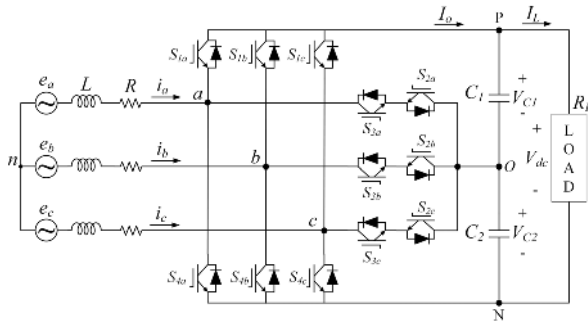 I_o P I_L
S_1a S_1b S_1c
e_a L R i_a a S_2a C_1 + V_C1 - R_L
S_3a
e_b i_b b S_2b O + V_dc - LOAD
n S_3b
e_c i_c c S_2c C_2 + V_C2 -
S_3c
S_4a S_4b S_4c
N